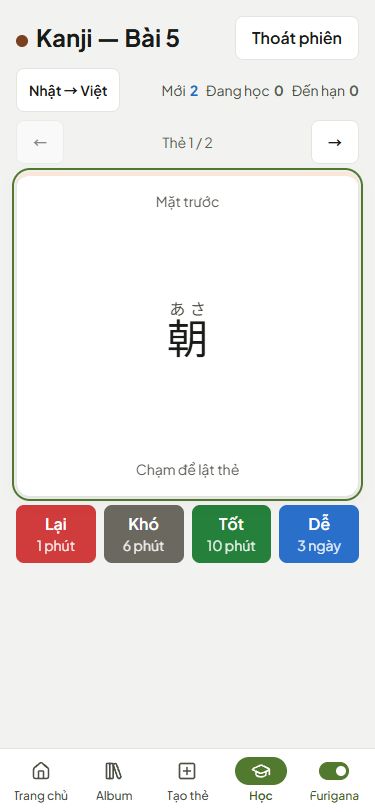 Kanji — Bài 5
Thoát phiên
Nhật → Việt
Mới 2 Đang học 0 Đến hạn 0
←
Thẻ 1 / 2
→
Mặt trước
あさ
朝
Chạm để lật thẻ
Lại
1 phút
Khó
6 phút
Tốt
10 phút
Dễ
3 ngày
Trang chủ
Album
Tạo thẻ
Học
Furigana